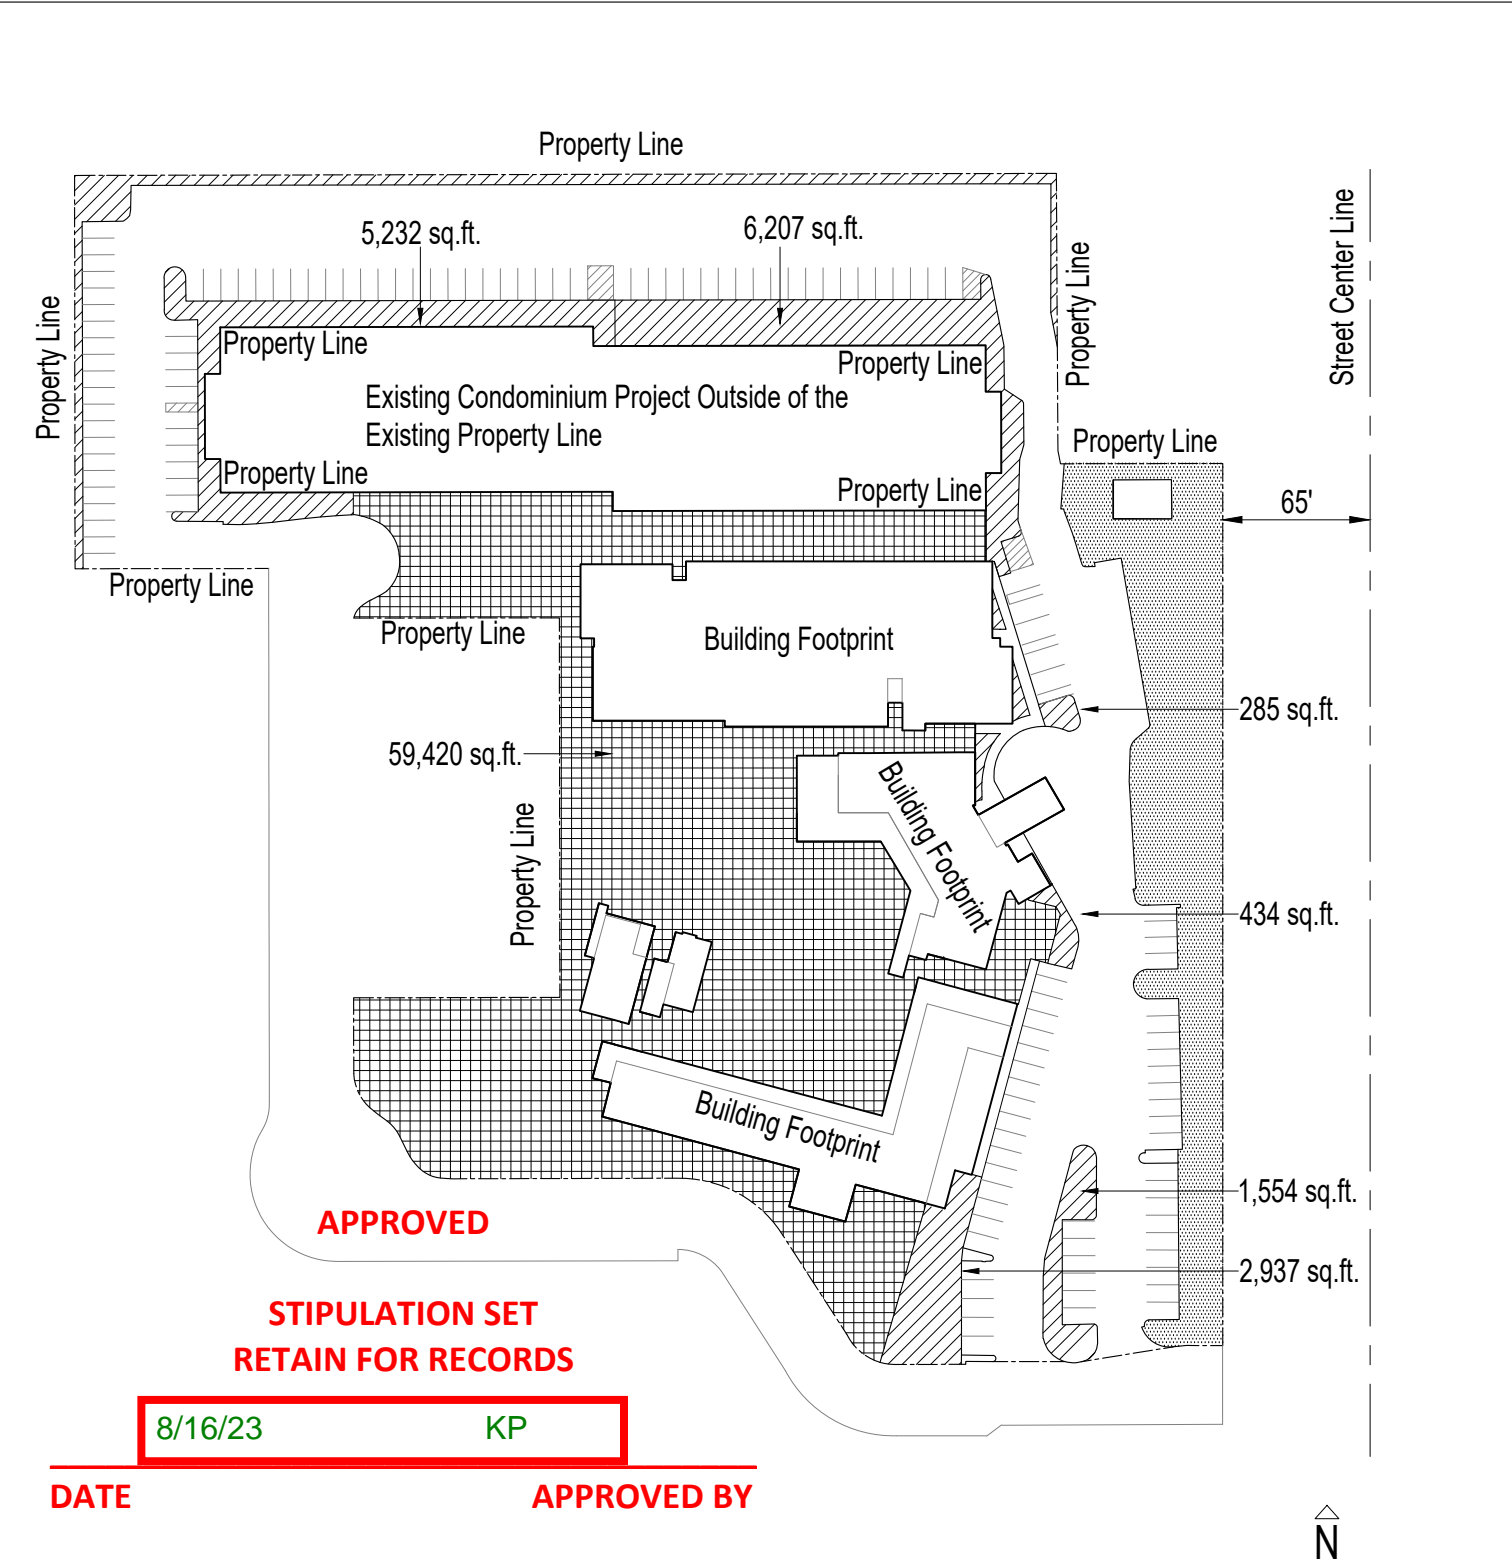 Property Line
5,232 sq.ft.
6,207 sq.ft.
Street Center Line
Property Line
Property Line
Property Line
Property Line
Existing Condominium Project Outside of the
Existing Property Line
Property Line
Property Line
Property Line
65'
Property Line
Property Line
Building Footprint
285 sq.ft.
59,420 sq.ft.
Building Footprint
Property Line
434 sq.ft.
Building Footprint
1,554 sq.ft.
APPROVED
2,937 sq.ft.
STIPULATION SET
RETAIN FOR RECORDS
8/16/23 KP
DATE APPROVED BY
N